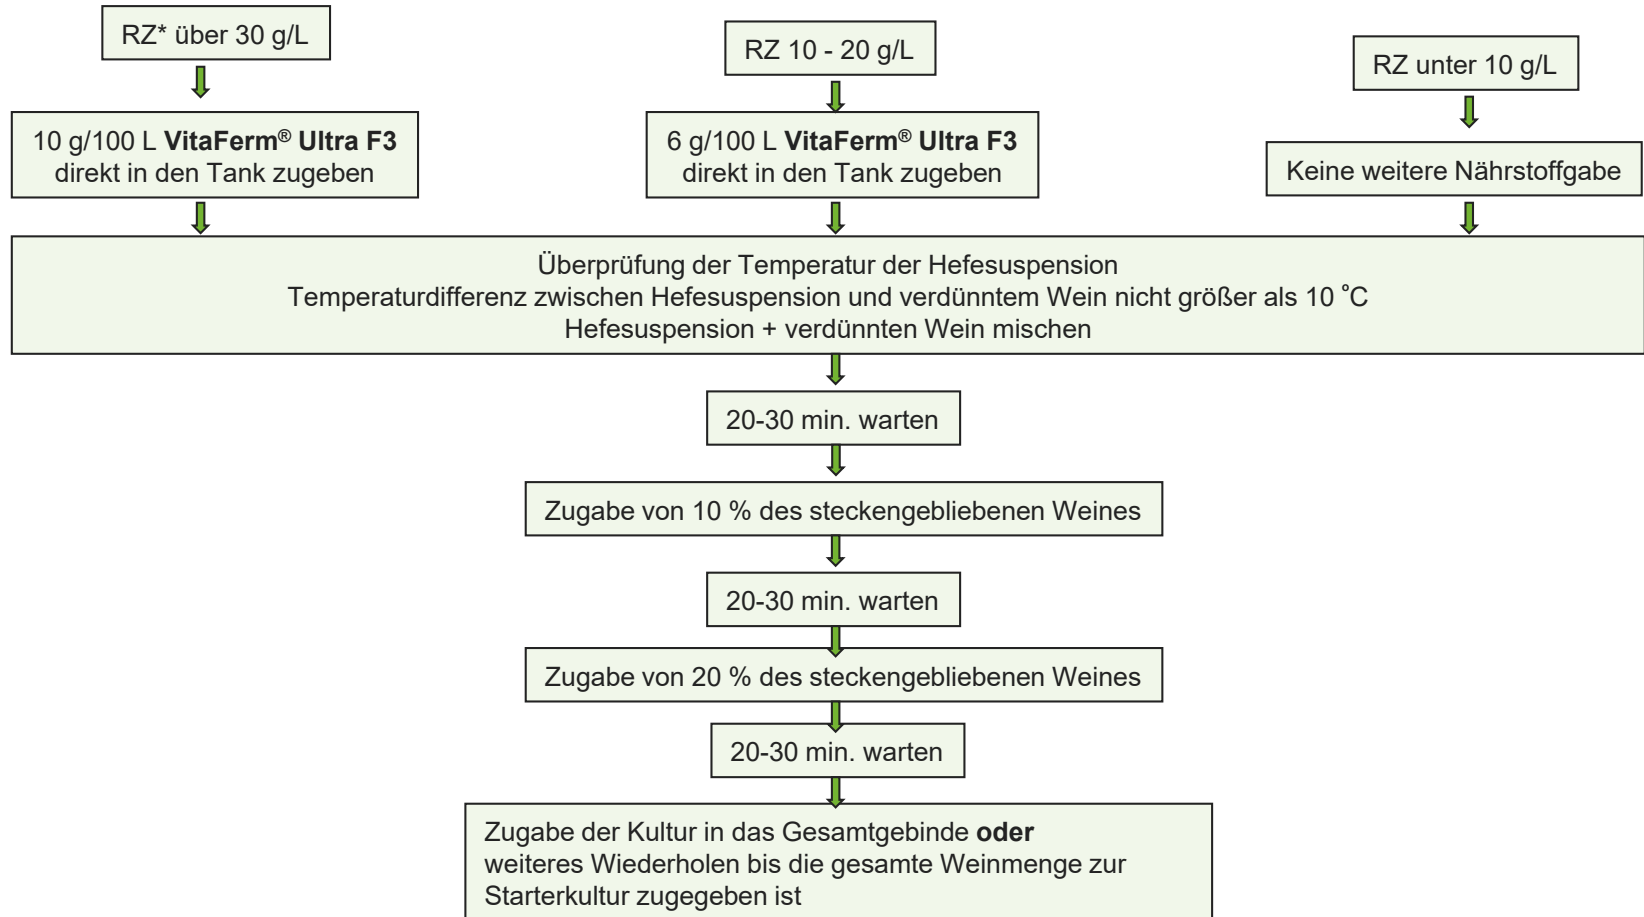 RZ* über 30 g/L
RZ 10 - 20 g/L
RZ unter 10 g/L
10 g/100 L VitaFerm® Ultra F3
direkt in den Tank zugeben
6 g/100 L VitaFerm® Ultra F3
direkt in den Tank zugeben
Keine weitere Nährstoffgabe
Überprüfung der Temperatur der Hefesuspension
Temperaturdifferenz zwischen Hefesuspension und verdünntem Wein nicht größer als 10 °C
Hefesuspension + verdünnten Wein mischen
20-30 min. warten
Zugabe von 10 % des steckengebliebenen Weines
20-30 min. warten
Zugabe von 20 % des steckengebliebenen Weines
20-30 min. warten
Zugabe der Kultur in das Gesamtgebinde oder
weiteres Wiederholen bis die gesamte Weinmenge zur
Starterkultur zugegeben ist